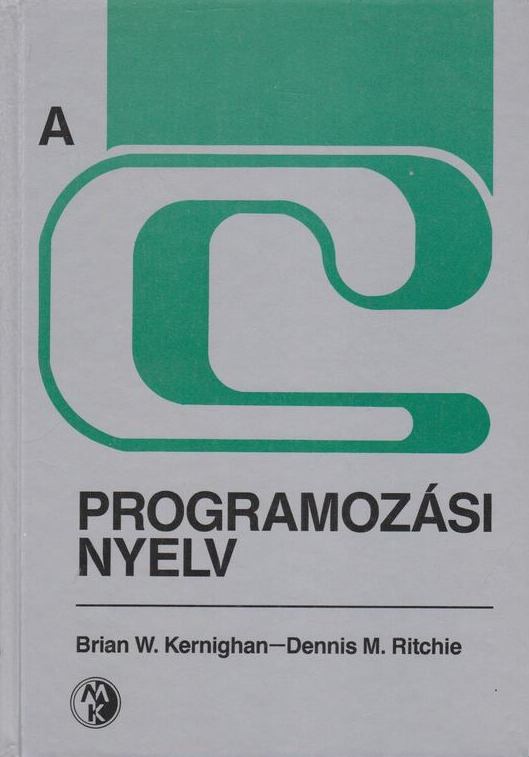 A
C
PROGRAMOZÁSI
NYELV
Brian W. Kernighan—Dennis M. Ritchie
MK